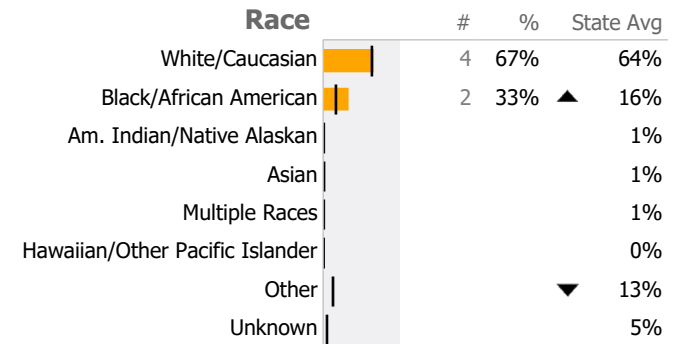 Race # % State Avg
White/Caucasian 4 67% 64%
Black/African American 2 33% ▲ 16%
Am. Indian/Native Alaskan 1%
Asian 1%
Multiple Races 1%
Hawaiian/Other Pacific Islander 0%
Other ▼ 13%
Unknown 5%